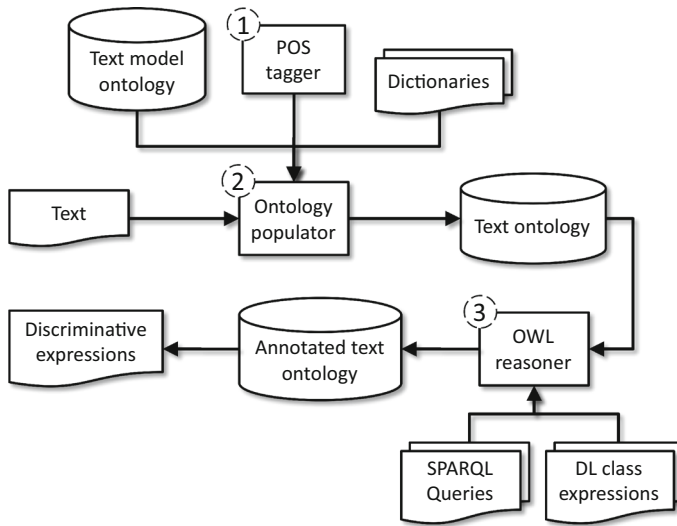 Text model
ontology
1
POS
tagger
Dictionaries
Text
2
Ontology
populator
Text ontology
Discriminative
expressions
Annotated text
ontology
3
OWL
reasoner
SPARQL
Queries
DL class
expressions